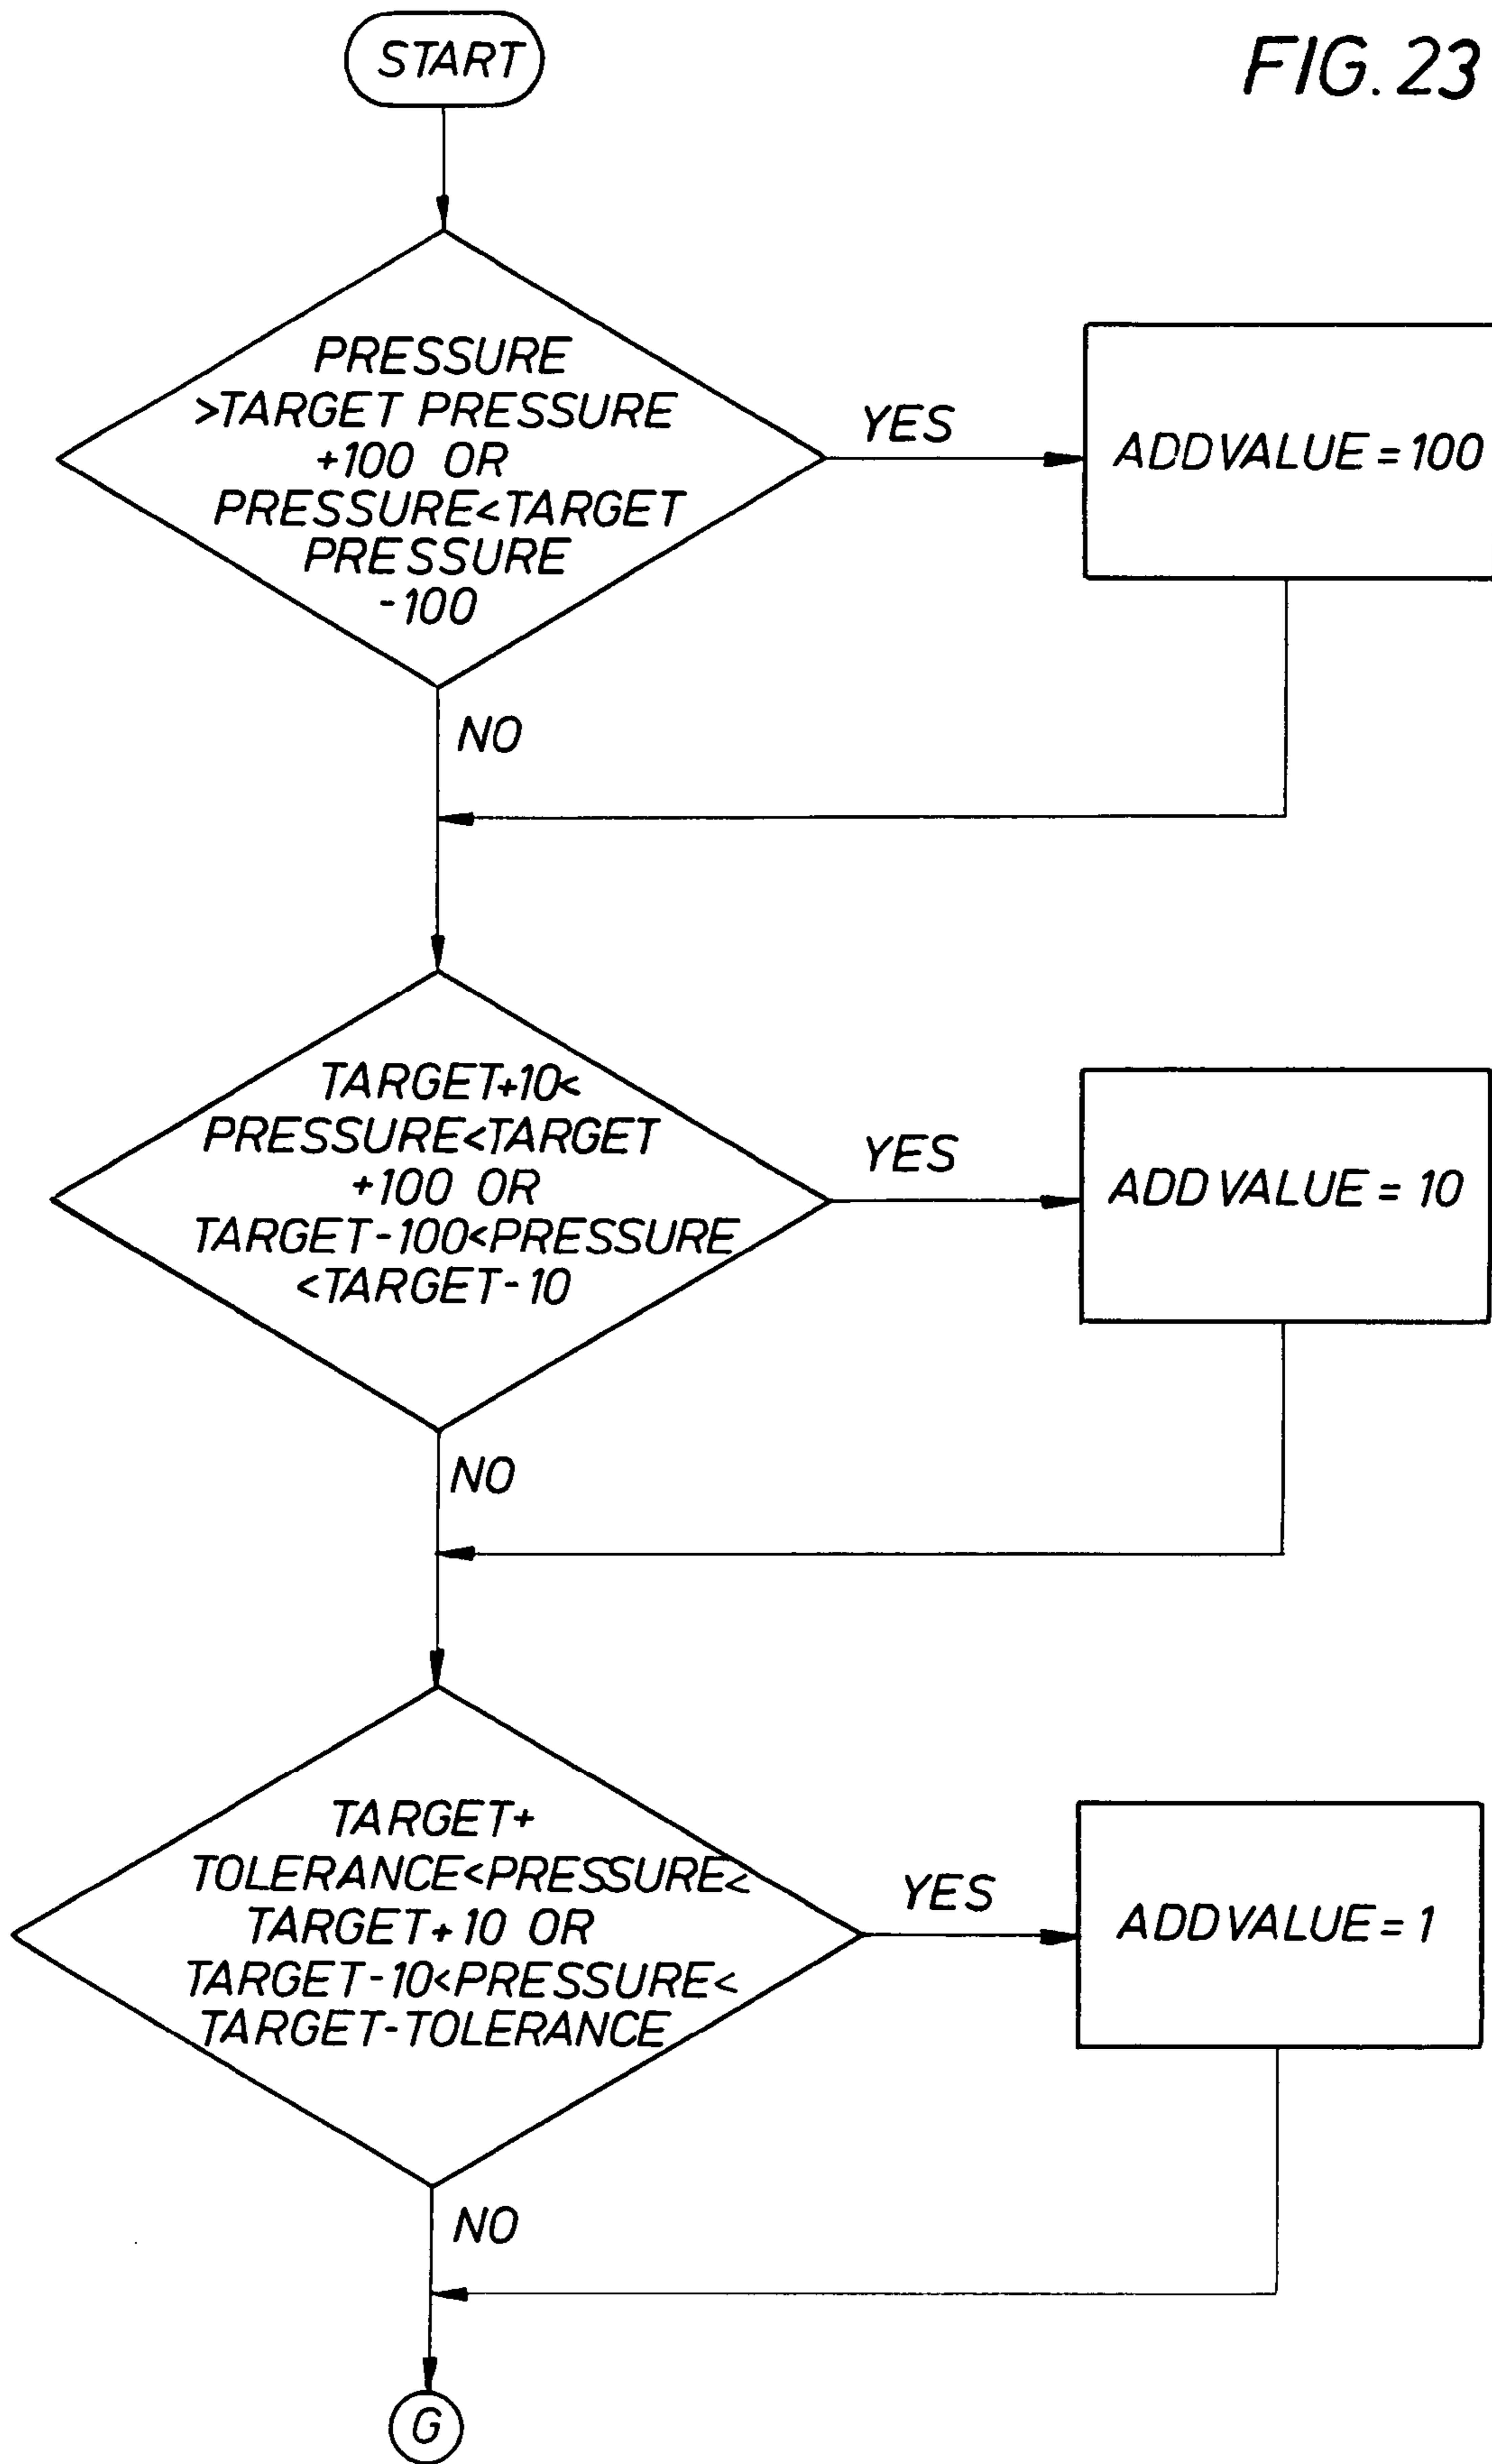 FIG. 23
START
PRESSURE
>TARGET PRESSURE
+100 OR
PRESSURE<TARGET
PRESSURE
-100
YES
ADDVALUE = 100
NO
TARGET+10<
PRESSURE<TARGET
+100 OR
TARGET-100<PRESSURE
<TARGET-10
YES
ADDVALUE = 10
NO
TARGET+
TOLERANCE<PRESSURE<
TARGET+10 OR
TARGET-10<PRESSURE<
TARGET-TOLERANCE
YES
ADDVALUE = 1
NO
G